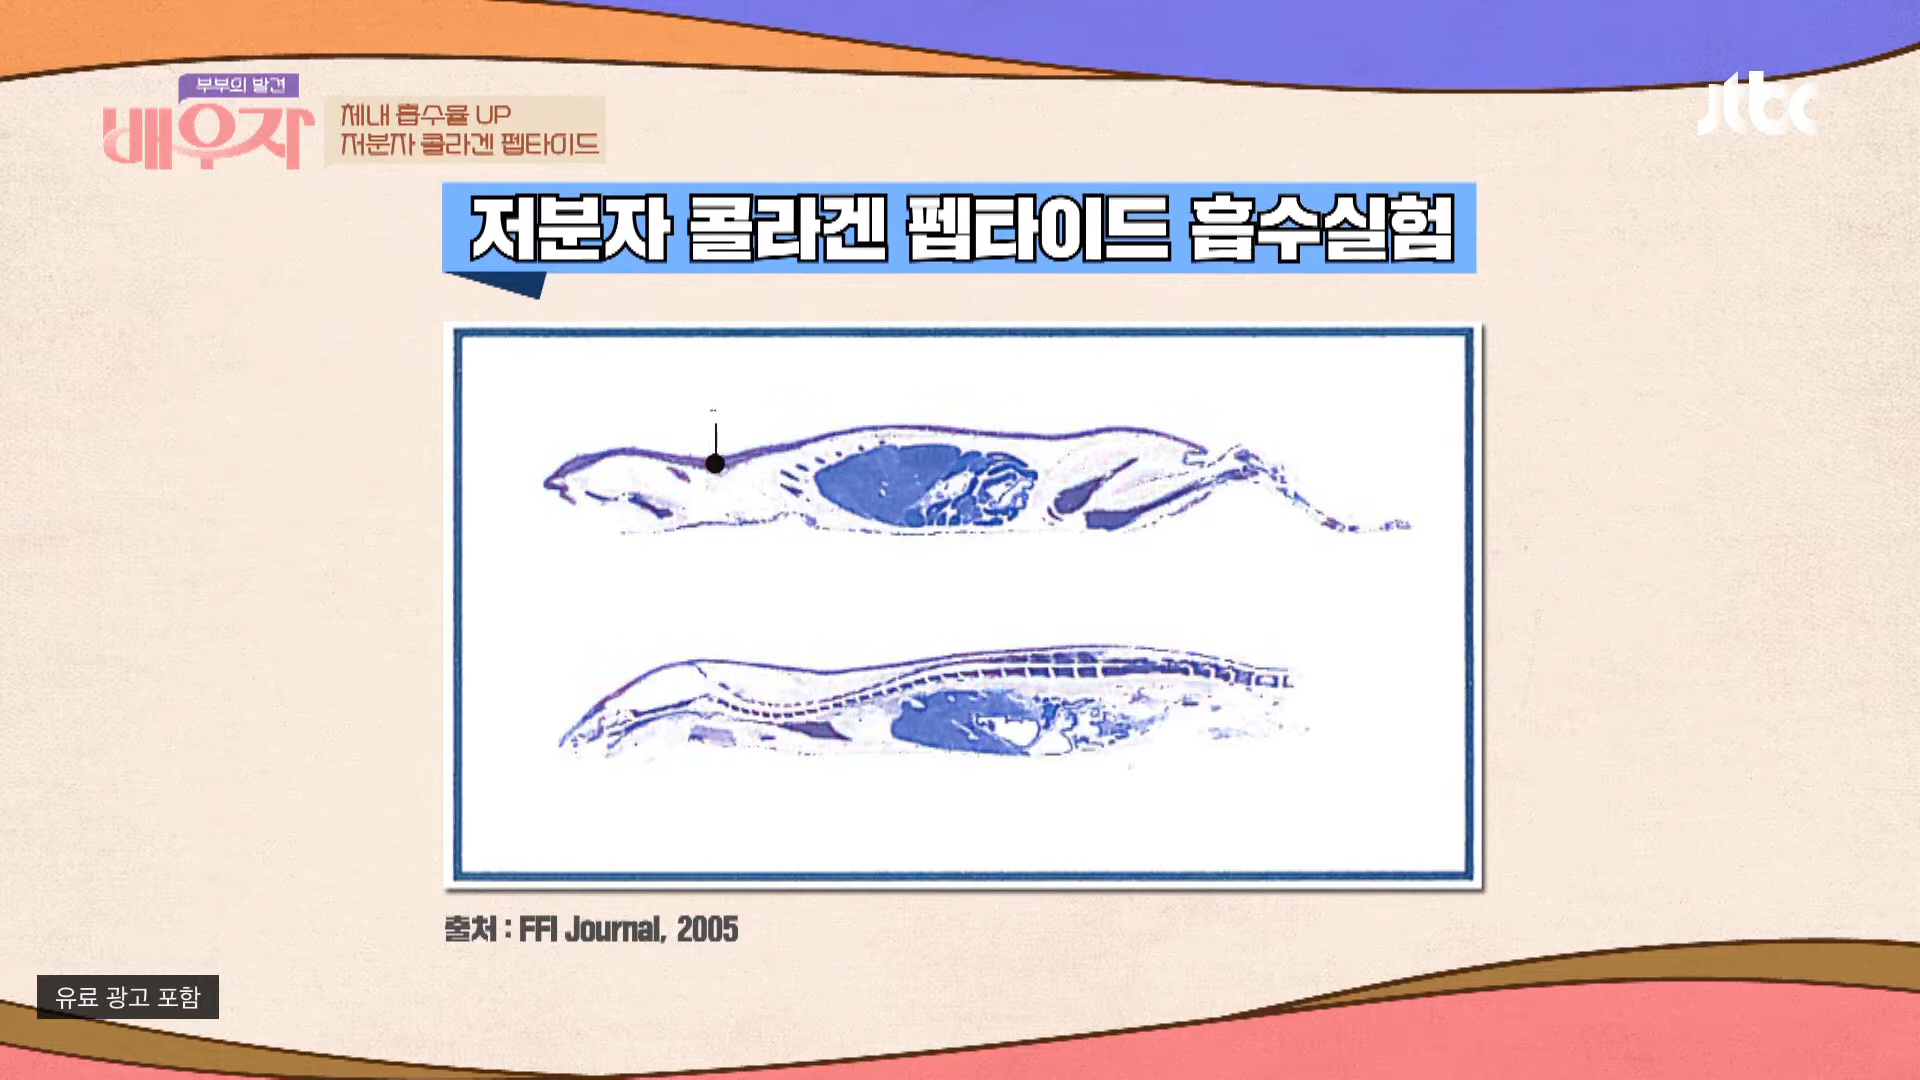 부부의 발견
배우자
체내 흡수율 UP
저분자 콜라겐 펩타이드
jtbc
저분자 콜라겐 펩타이드 흡수실험
출처 : FFI Journal, 2005
유료 광고 포함